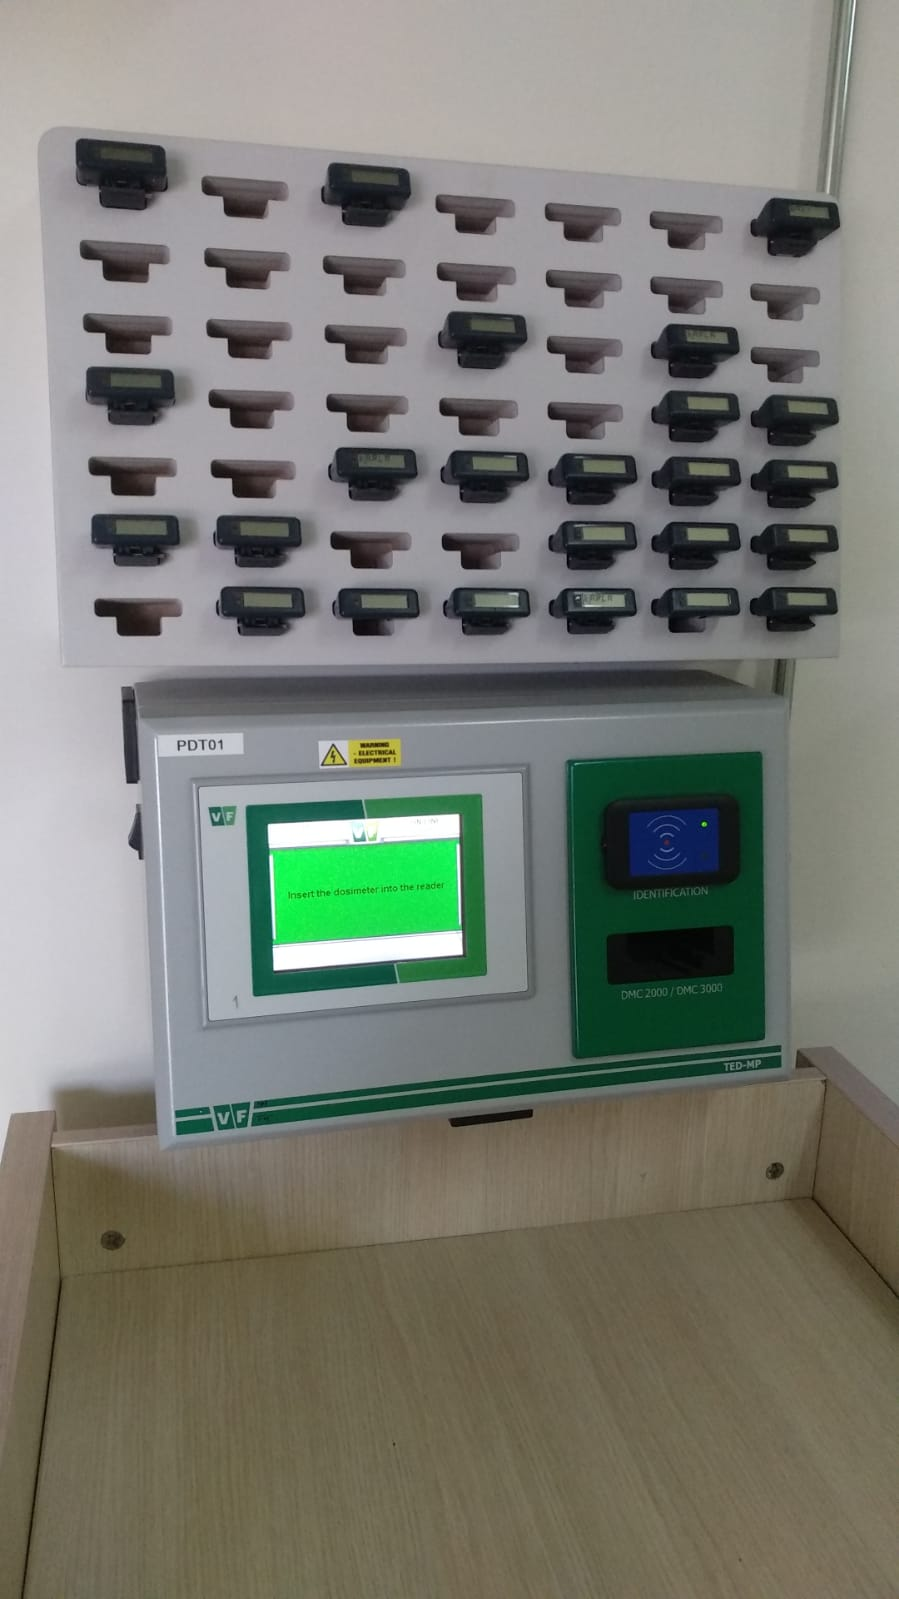 PDT01
WARNING
- ELECTRICAL
EQUIPMENT !
VF
Insert the dosimeter into the reader
IDENTIFICATION
DMC 2000 / DMC 3000
1
TED-MP
VF